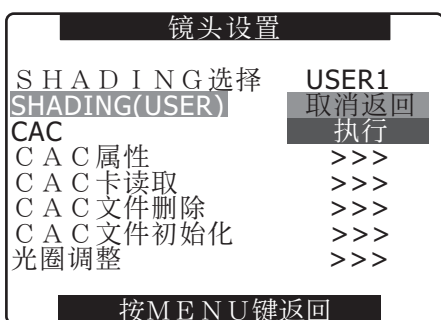 镜头设置
ＳＨＡＤＩＮＧ选择 USER1
SHADING(USER) 取消返回
CAC 执行
ＣＡＣ属性 >>>
ＣＡＣ卡读取 >>>
ＣＡＣ文件删除 >>>
ＣＡＣ文件初始化 >>>
光圈调整 >>>
按ＭＥＮＵ键返回